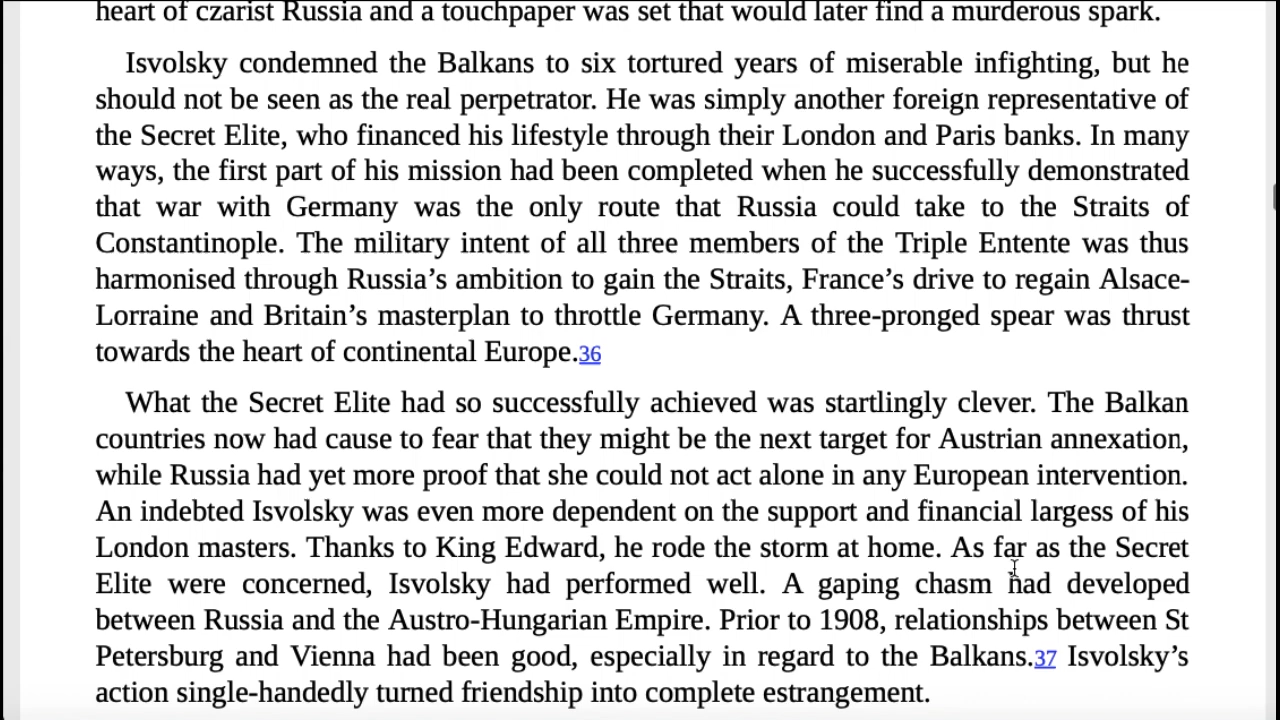 heart of czarist Russia and a touchpaper was set that would later find a murderous spark.
Isvolsky condemned the Balkans to six tortured years of miserable infighting, but he
should not be seen as the real perpetrator. He was simply another foreign representative of
the Secret Elite, who financed his lifestyle through their London and Paris banks. In many
ways, the first part of his mission had been completed when he successfully demonstrated
that war with Germany was the only route that Russia could take to the Straits of
Constantinople. The military intent of all three members of the Triple Entente was thus
harmonised through Russia’s ambition to gain the Straits, France’s drive to regain Alsace-
Lorraine and Britain’s masterplan to throttle Germany. A three-pronged spear was thrust
towards the heart of continental Europe.36
What the Secret Elite had so successfully achieved was startlingly clever. The Balkan
countries now had cause to fear that they might be the next target for Austrian annexation,
while Russia had yet more proof that she could not act alone in any European intervention.
An indebted Isvolsky was even more dependent on the support and financial largess of his
London masters. Thanks to King Edward, he rode the storm at home. As far as the Secret
Elite were concerned, Isvolsky had performed well. A gaping chasm had developed
between Russia and the Austro-Hungarian Empire. Prior to 1908, relationships between St
Petersburg and Vienna had been good, especially in regard to the Balkans.37 Isvolsky’s
action single-handedly turned friendship into complete estrangement.